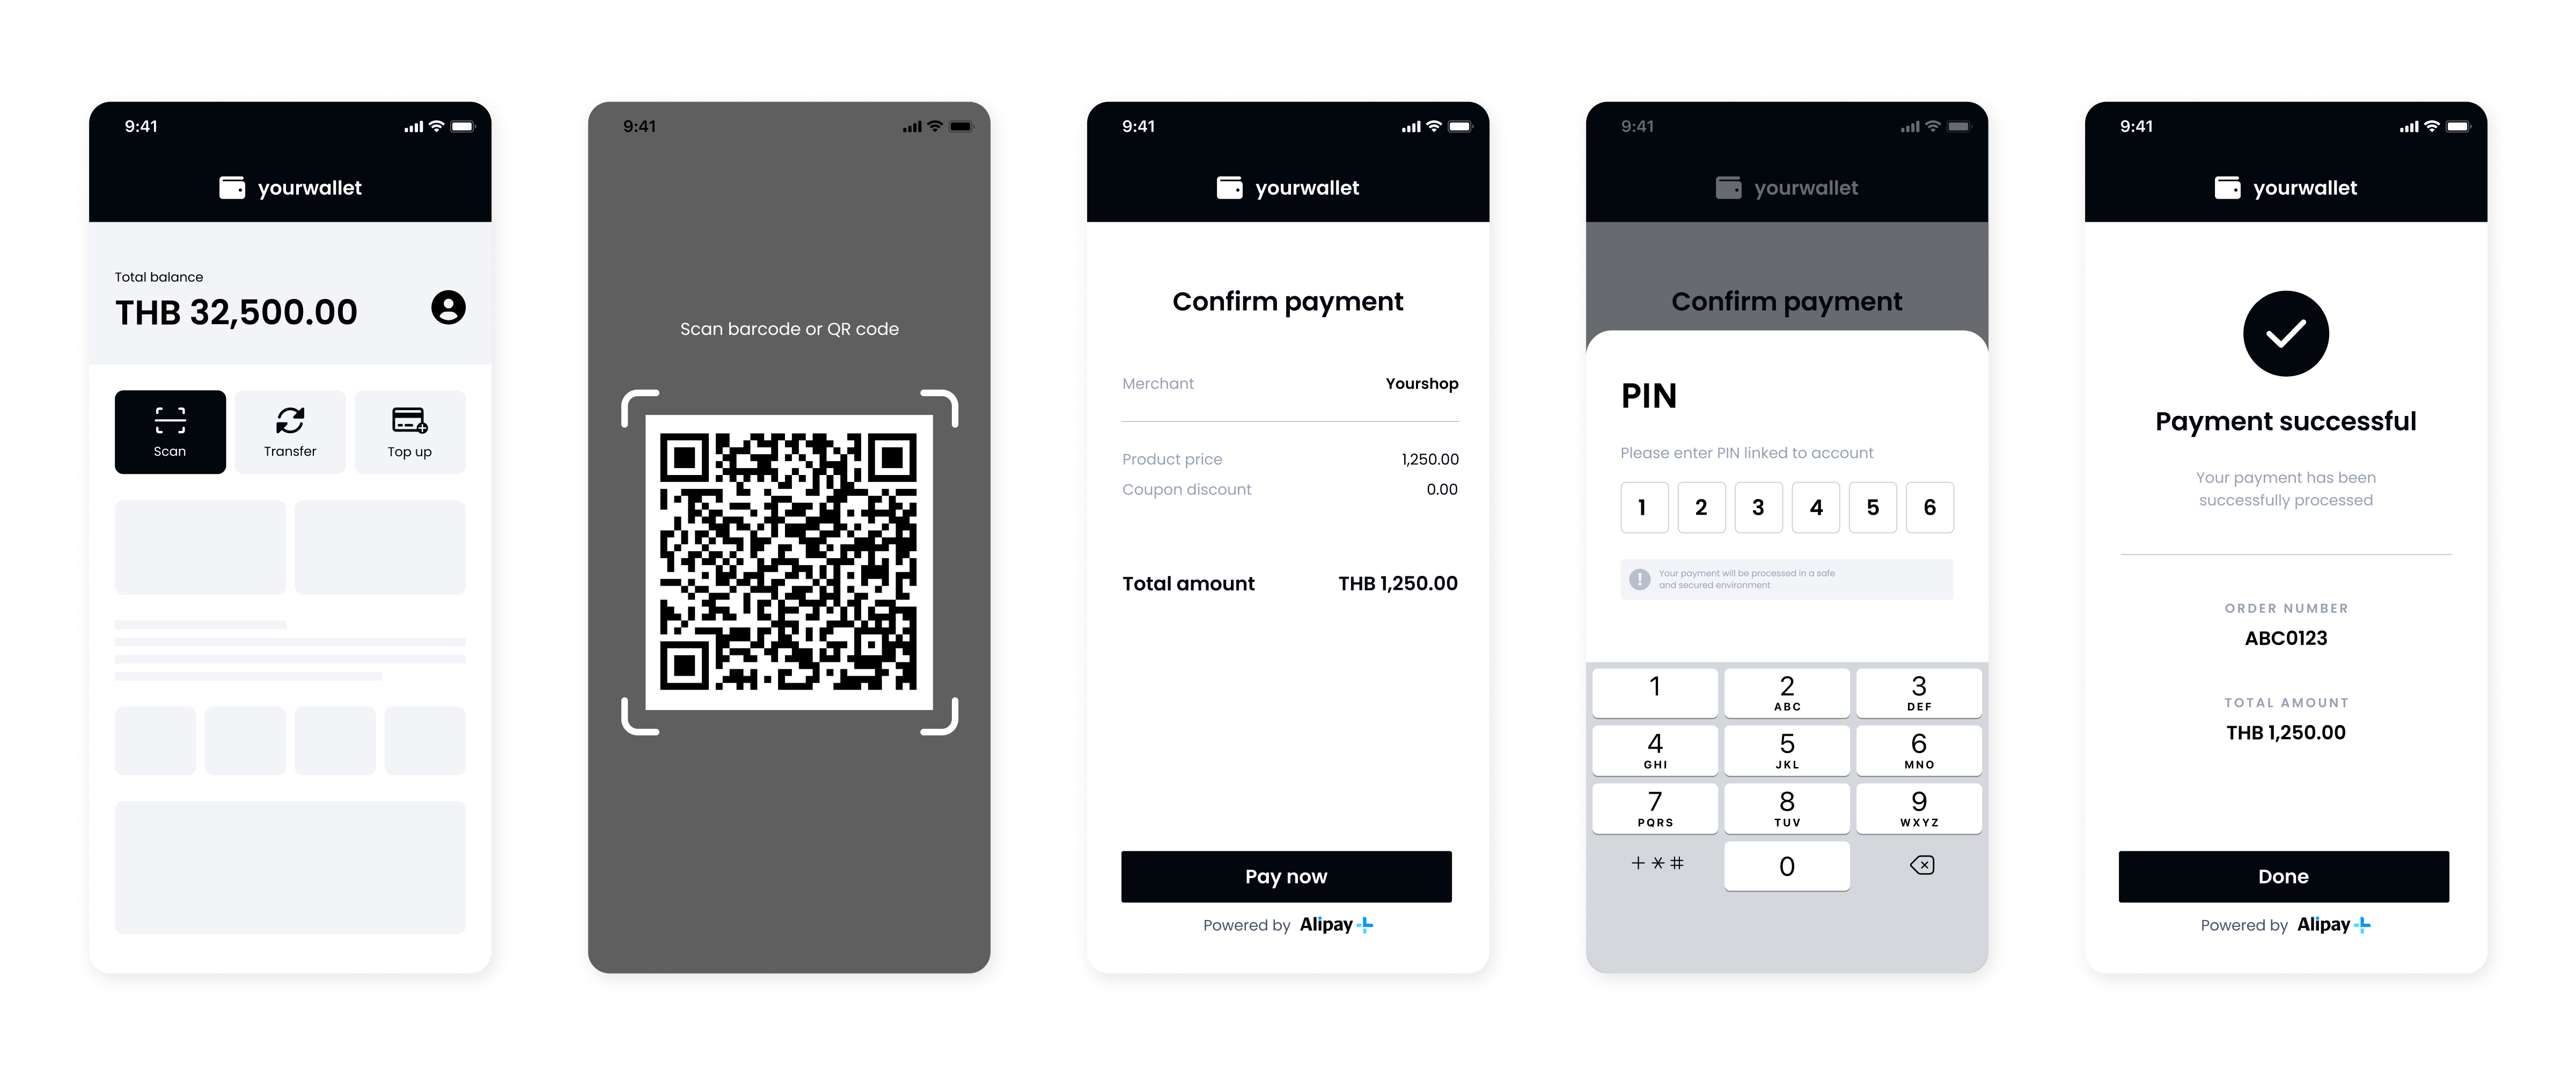 9:41
yourwallet
Total balance
THB 32,500.00
Scan
Transfer
Top up
9:41
Scan barcode or QR code
9:41
yourwallet
Confirm payment
Merchant Yourshop
Product price 1,250.00
Coupon discount 0.00
Total amount THB 1,250.00
Pay now
Powered by Alipay+
9:41
yourwallet
Confirm payment
PIN
Please enter PIN linked to account
1 2 3 4 5 6
Your payment will be processed in a safe
and secured environment
1 2 3
ABC DEF
4 5 6
GHI JKL MNO
7 8 9
PQRS TUV WXYZ
+*# 0
9:41
yourwallet
Payment successful
Your payment has been
successfully processed
ORDER NUMBER
ABC0123
TOTAL AMOUNT
THB 1,250.00
Done
Powered by Alipay+